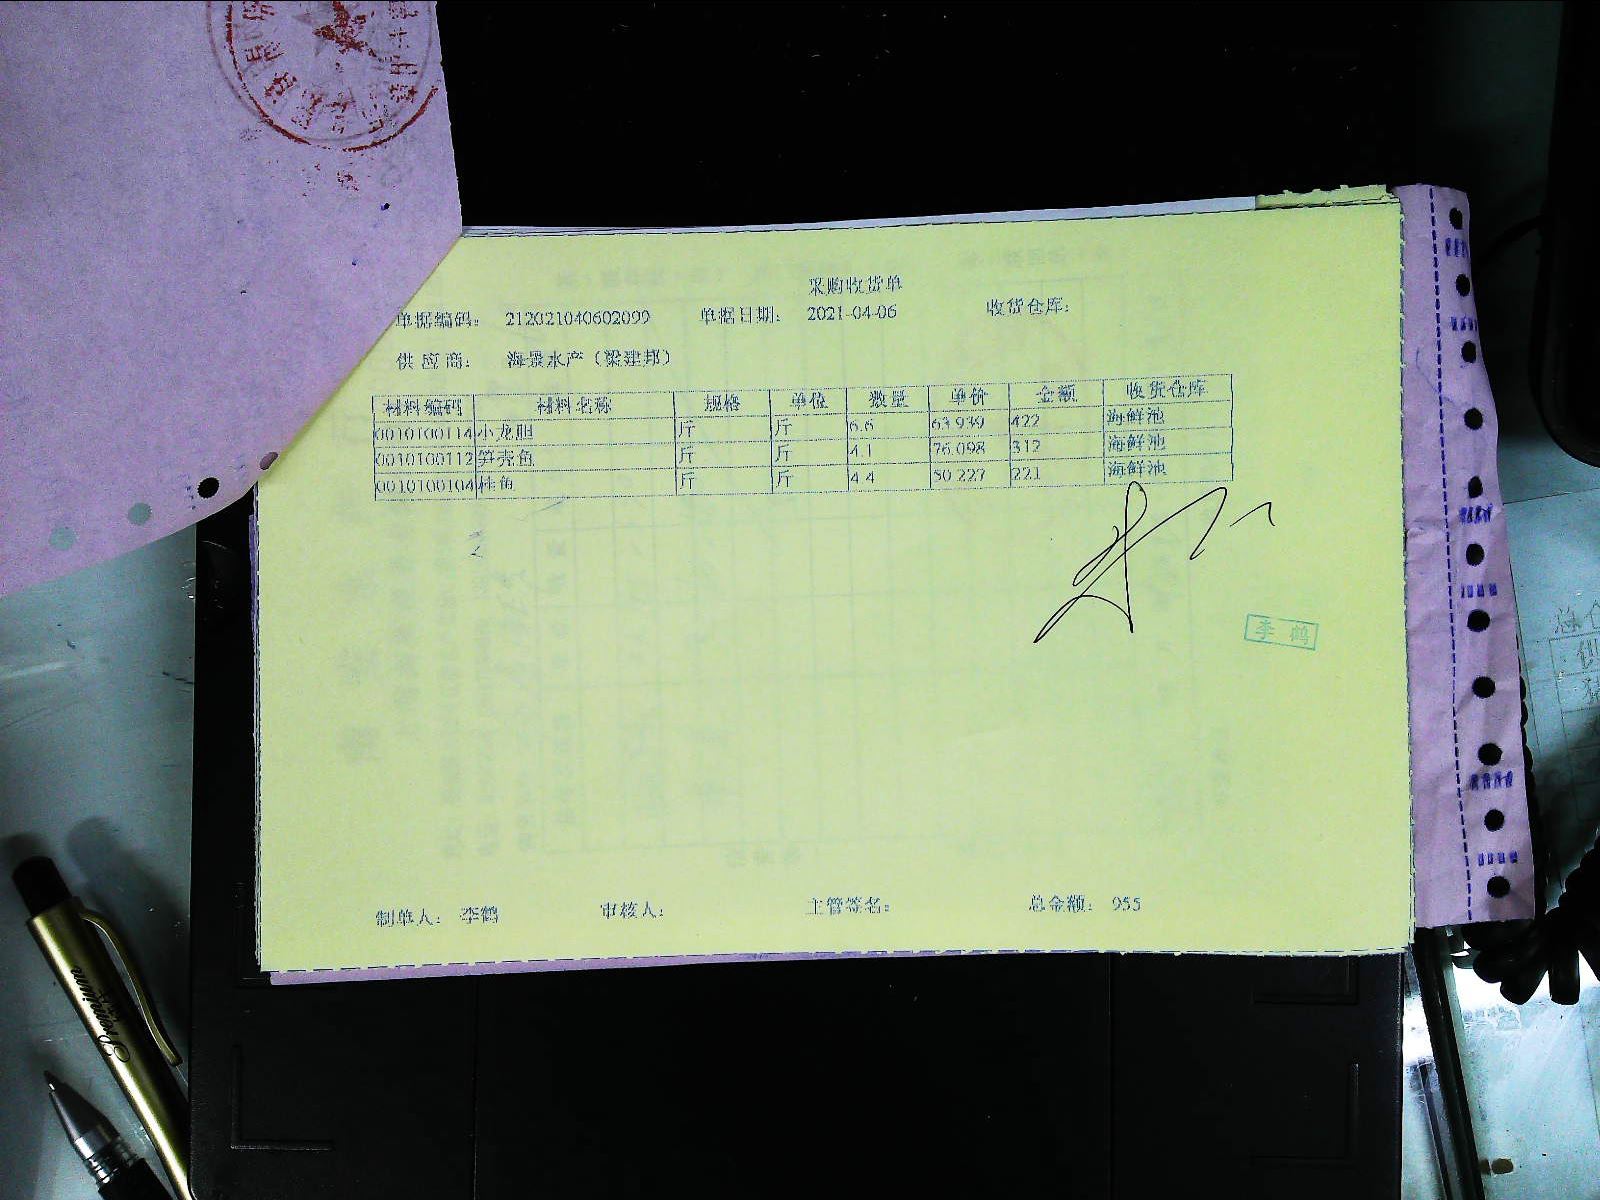 采购收货单
单据编码： 212021040602099 单据日期： 2021-04-06 收货仓库：
供应商： 海景水产（梁建邦）
材料编码 材料名称 规格 单位 数量 单价 金额 收货仓库
0010100114 小龙胆 斤 斤 6.6 63.939 422 海鲜池
0010100112 笋壳鱼 斤 斤 4.1 76.098 312 海鲜池
0010100104 桂鱼 斤 斤 4.4 50.227 221 海鲜池
李 鹤
制单人： 李鹤 审核人： 主管签名： 总金额： 955
Premium